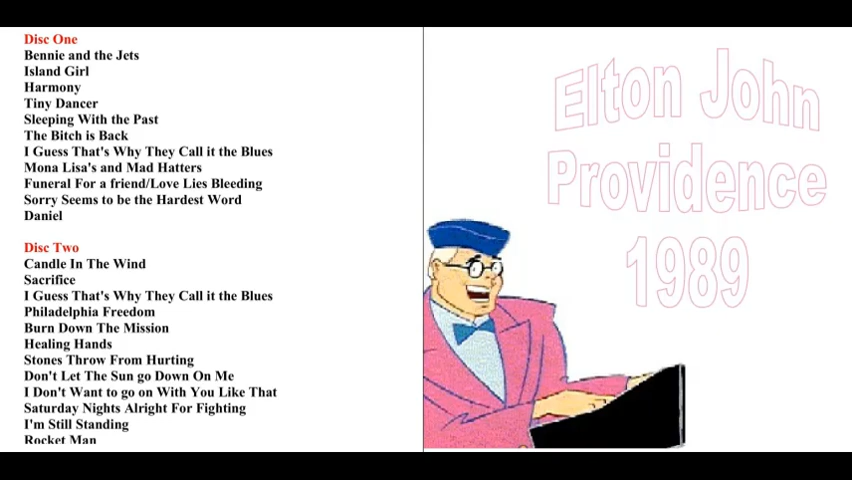 Disc One
Bennie and the Jets
Island Girl
Harmony
Tiny Dancer
Sleeping With the Past
The Bitch is Back
I Guess That's Why They Call it the Blues
Mona Lisa's and Mad Hatters
Funeral For a friend/Love Lies Bleeding
Sorry Seems to be the Hardest Word
Daniel
Disc Two
Candle In The Wind
Sacrifice
I Guess That's Why They Call it the Blues
Philadelphia Freedom
Burn Down The Mission
Healing Hands
Stones Throw From Hurting
Don't Let The Sun go Down On Me
I Don't Want to go on With You Like That
Saturday Nights Alright For Fighting
I'm Still Standing
Rocket Man
Elton John
Providence
1989